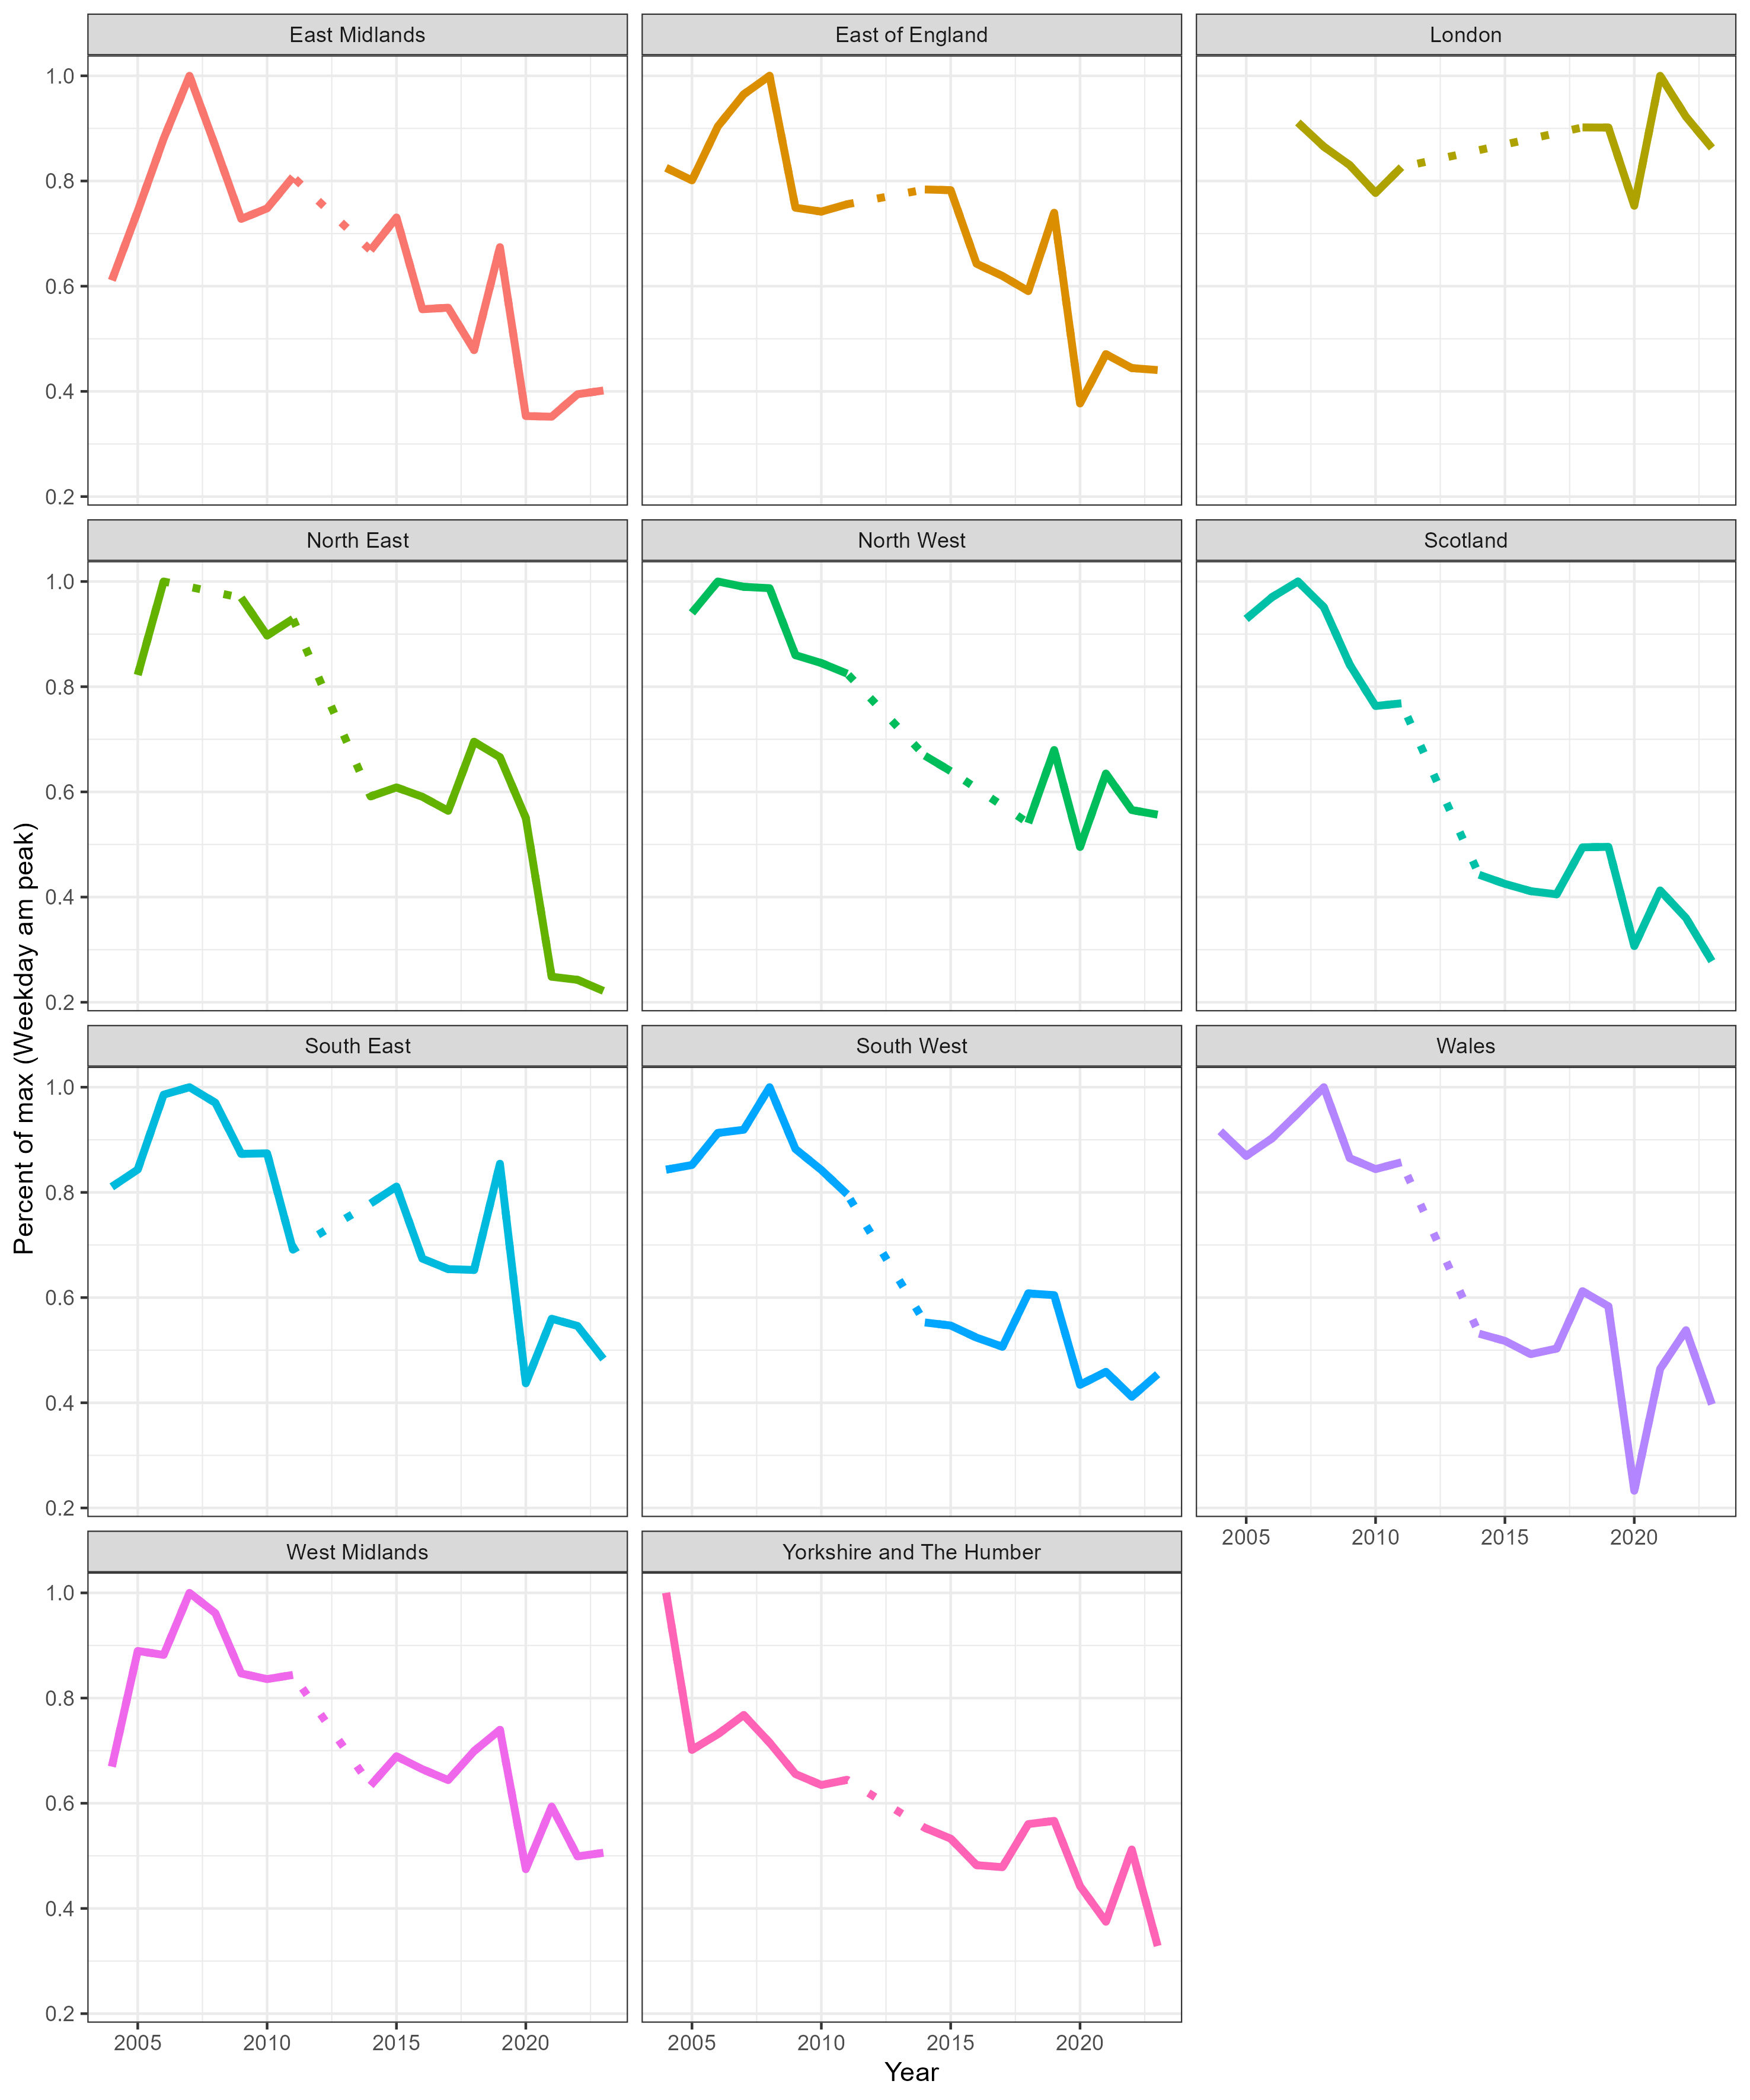 East Midlands
East of England
London
1.0
0.8
0.6
0.4
0.2
North East
North West
Scotland
1.0
0.8
0.6
0.4
0.2
Percent of max (Weekday am peak)
South East
South West
Wales
1.0
0.8
0.6
0.4
0.2
2005 2010 2015 2020
West Midlands
Yorkshire and The Humber
1.0
0.8
0.6
0.4
0.2
2005 2010 2015 2020
2005 2010 2015 2020
Year